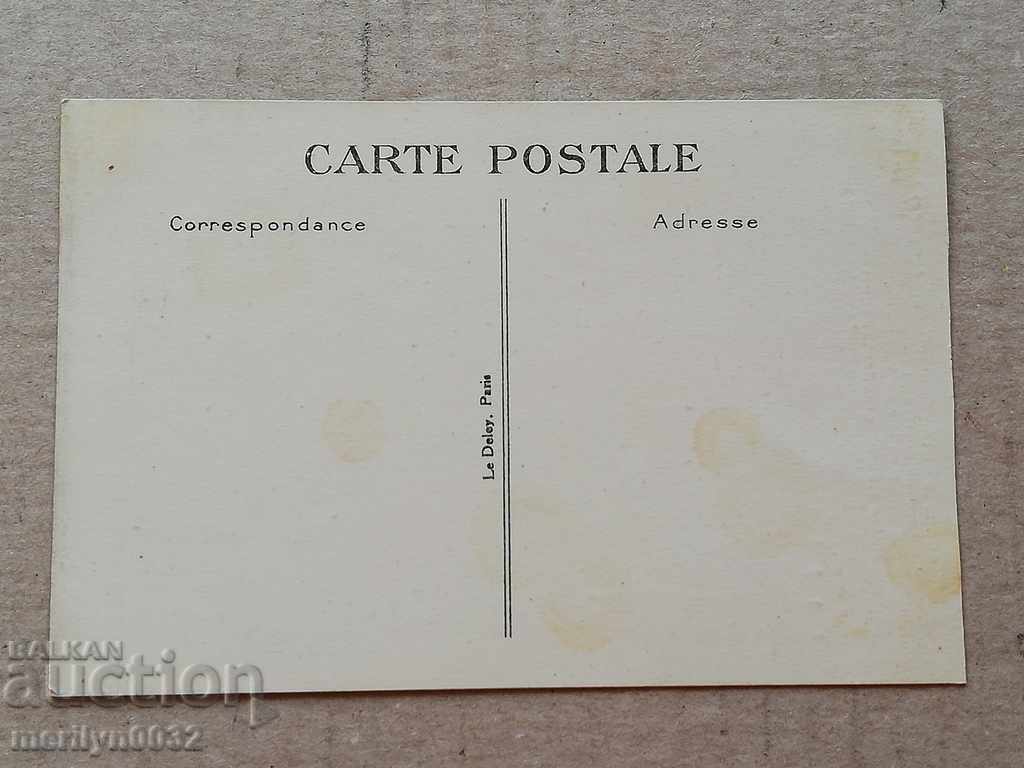 CARTE POSTALE
Correspondance
Adresse
Le Deley, Paris
BALKAN
auction
merilyn0032